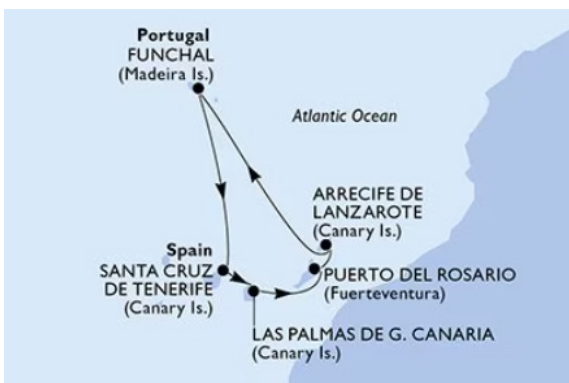 Portugal
FUNCHAL
(Madeira Is.)
Atlantic Ocean
ARRECIFE DE
LANZAROTE
(Canary Is.)
Spain
SANTA CRUZ
DE TENERIFE
(Canary Is.)
PUERTO DEL ROSARIO
(Fuerteventura)
LAS PALMAS DE G. CANARIA
(Canary Is.)